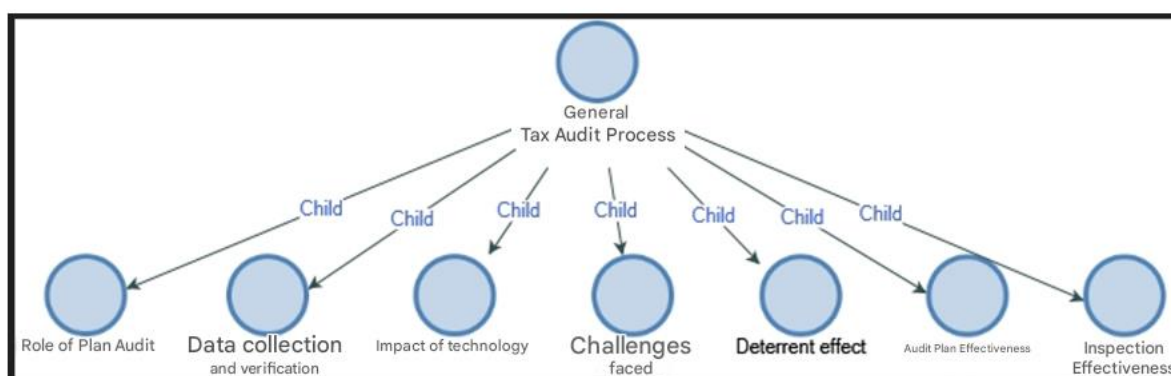 General
Tax Audit Process
Child Child Child Child Child Child Child
Role of Plan Audit
Data collection
and verification
Impact of technology
Challenges
faced
Deterrent effect
Audit Plan Effectiveness
Inspection
Effectiveness